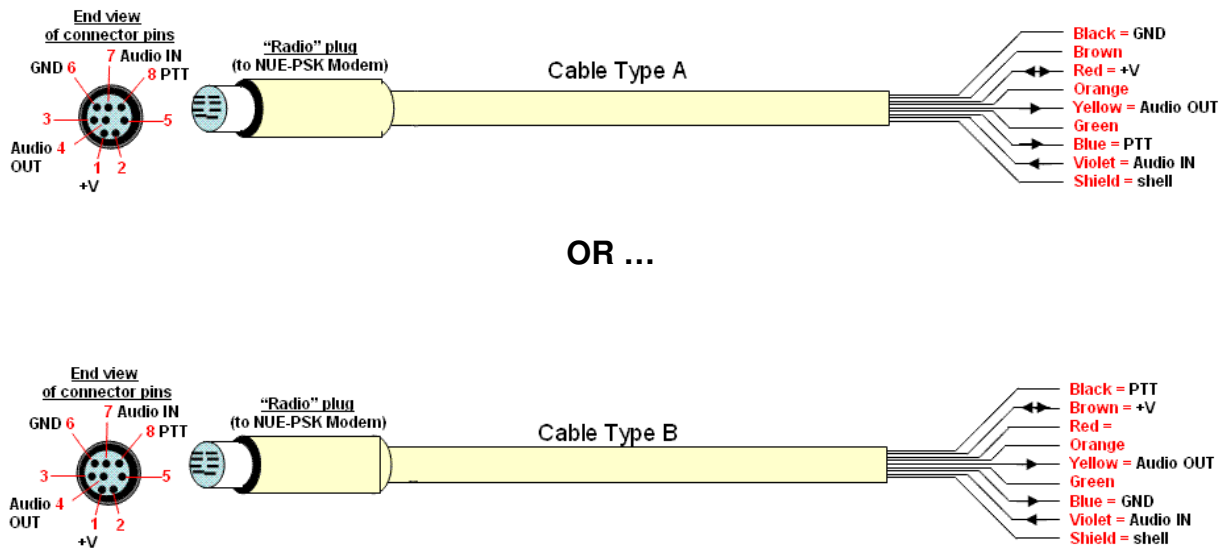 End view
of connector pins
7 Audio IN
GND 6
8 PTT
3
5
Audio 4
OUT
1 2
+V
"Radio" plug
(to NUE-PSK Modem)
Cable Type A
Black = GND
Brown
Red = +V
Orange
Yellow = Audio OUT
Green
Blue = PTT
Violet = Audio IN
Shield = shell
OR …
End view
of connector pins
7 Audio IN
GND 6
8 PTT
3
5
Audio 4
OUT
1 2
+V
"Radio" plug
(to NUE-PSK Modem)
Cable Type B
Black = PTT
Brown = +V
Red =
Orange
Yellow = Audio OUT
Green
Blue = GND
Violet = Audio IN
Shield = shell